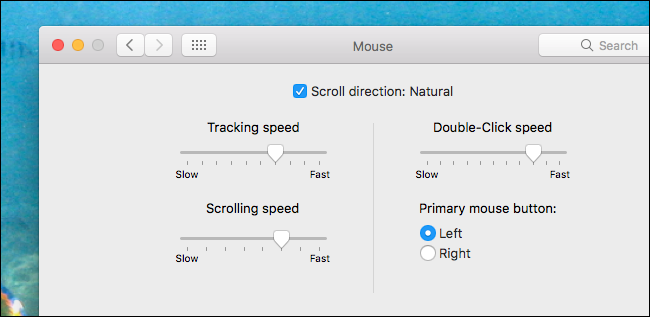 Mouse
Search
Scroll direction: Natural
Tracking speed
Slow
Fast
Double-Click speed
Slow
Fast
Scrolling speed
Slow
Fast
Primary mouse button:
Left
Right